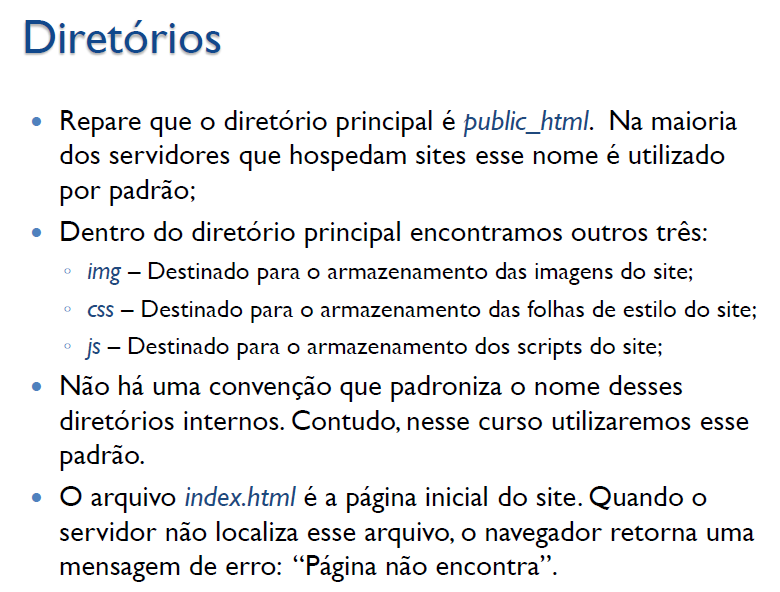 Diretórios
• Repare que o diretório principal é public_html. Na maioria
dos servidores que hospedam sites esse nome é utilizado
por padrão;
• Dentro do diretório principal encontramos outros três:
◦ img – Destinado para o armazenamento das imagens do site;
◦ css – Destinado para o armazenamento das folhas de estilo do site;
◦ js – Destinado para o armazenamento dos scripts do site;
• Não há uma convenção que padroniza o nome desses
diretórios internos. Contudo, nesse curso utilizaremos esse
padrão.
• O arquivo index.html é a página inicial do site. Quando o
servidor não localiza esse arquivo, o navegador retorna uma
mensagem de erro: “Página não encontra”.